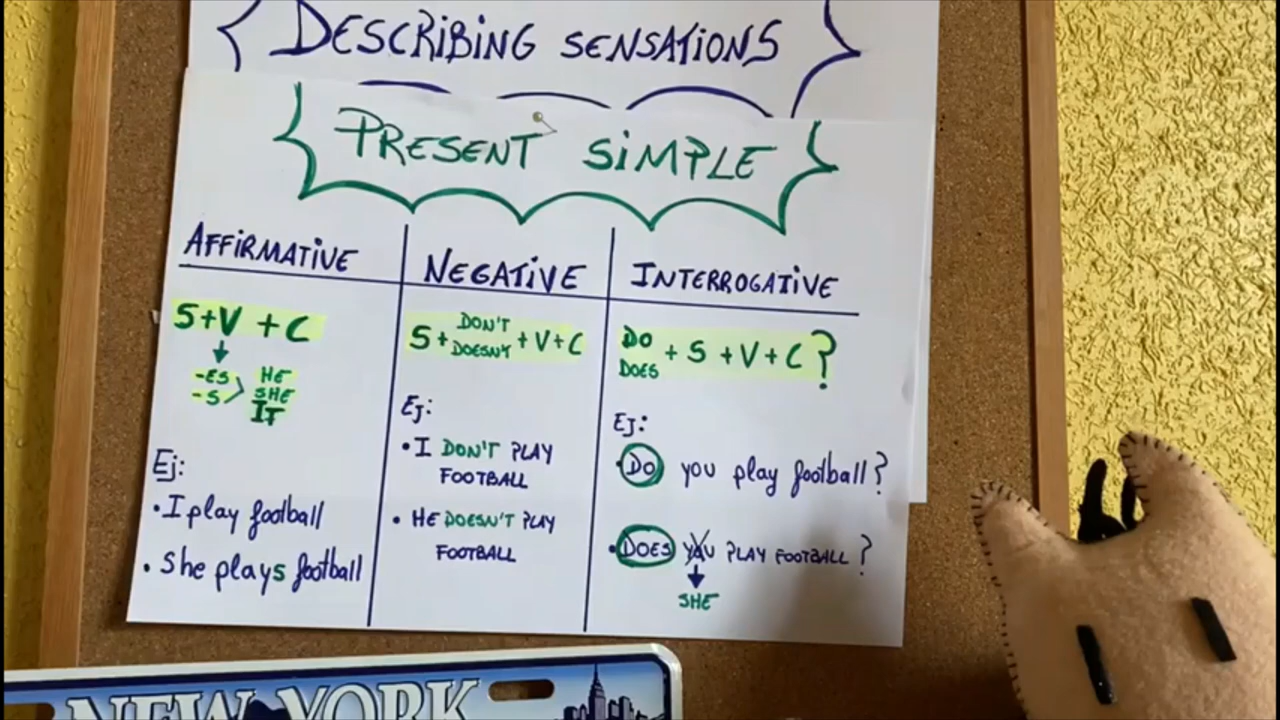 DESCRIBING SENSATIONS
PRESENT SIMPLE
AFFIRMATIVE
S+V+C
-ES
-S
HE
SHE
IT
Ej:
•I play football
•She plays football
NEGATIVE
S+ DON'T
DOESN'T +V+C
Ej:
•I DON'T PLAY
FOOTBALL
•HE DOESN'T PLAY
FOOTBALL
INTERROGATIVE
DO
DOES + S + V + C ?
Ej:
•DO you play football?
•DOES YOU PLAY FOOTBALL?
SHE
NEW YORK